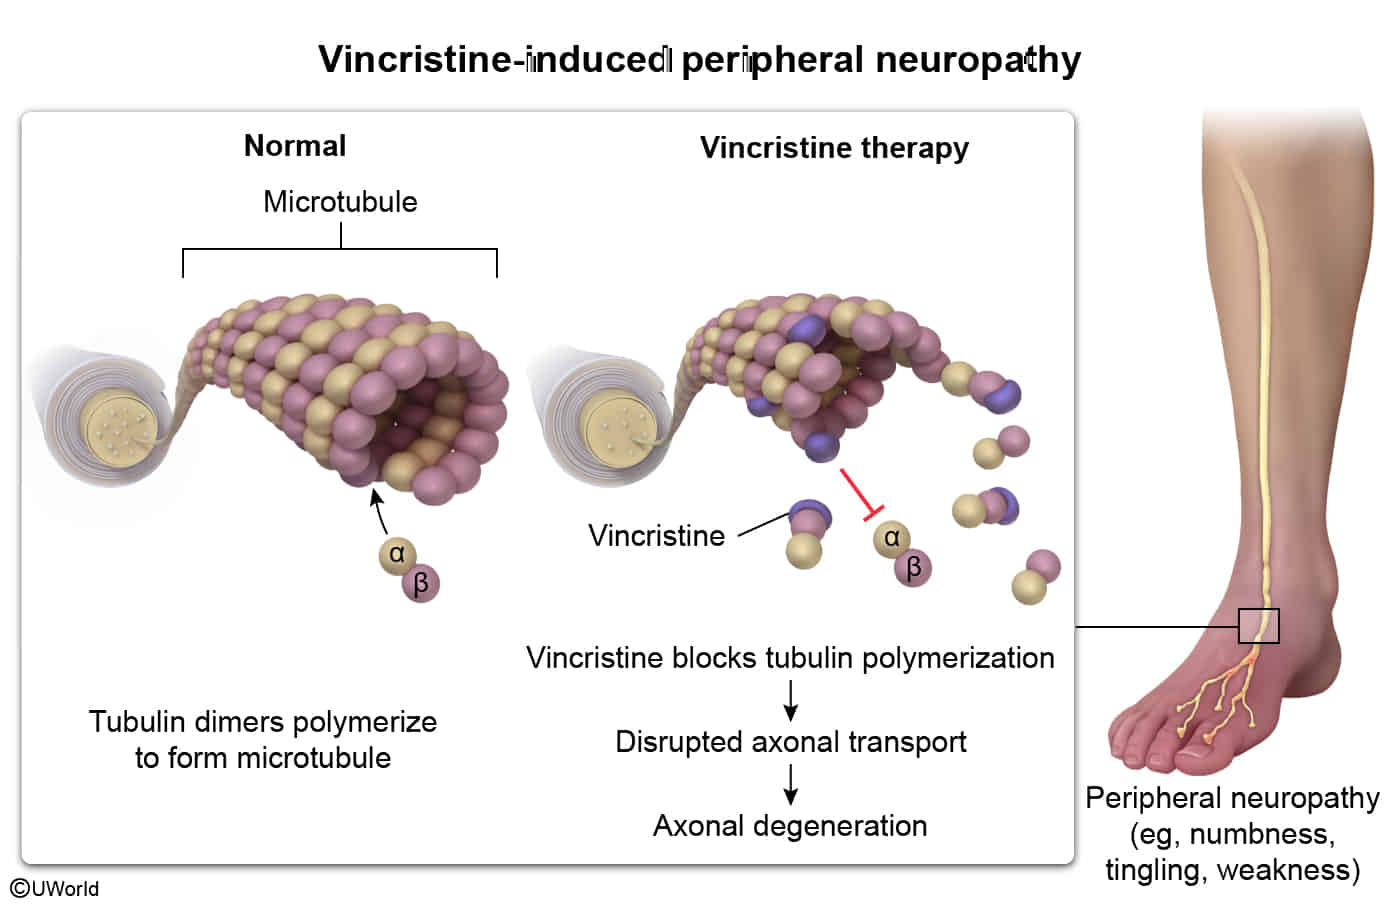 Vincristine-induced peripheral neuropathy
Normal
Microtubule
α
β
Tubulin dimers polymerize
to form microtubule
Vincristine therapy
Vincristine
α
β
Vincristine blocks tubulin polymerization
Disrupted axonal transport
Axonal degeneration
Peripheral neuropathy
(eg, numbness,
tingling, weakness)
©UWorld